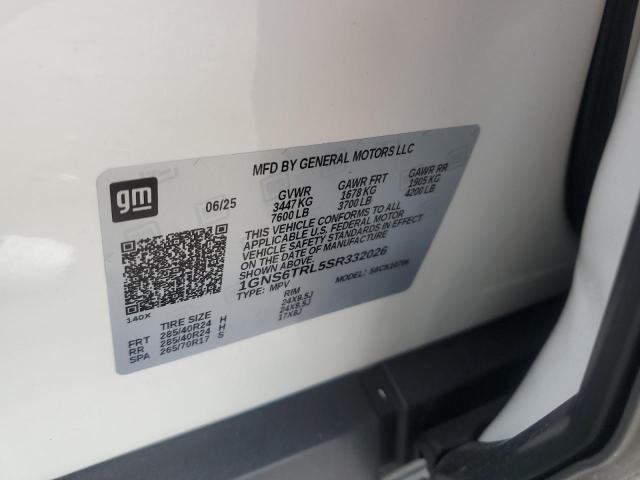 MFD BY GENERAL MOTORS LLC
gm
06/25
GVWR GAWR FRT GAWR RR
3447 KG 1678 KG 1905 KG
7600 LB 3700 LB 4200 LB
THIS VEHICLE CONFORMS TO ALL
APPLICABLE U.S. FEDERAL MOTOR
VEHICLE SAFETY STANDARDS IN EFFECT
ON THE DATE OF MANUFACTURE
SHOWN ABOVE.
1GNS6TRL5SR332026
TYPE: MPV MODEL:
140X
TIRE SIZE RIM
FRT 285/40R24 H 24X9.5J
RR 285/40R24 H 24X9.5J
SPA 265/70R17 S 17X8J